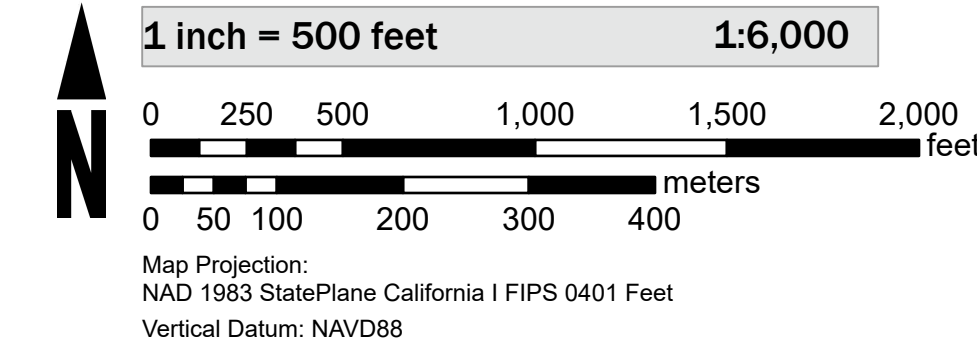 1 inch = 500 feet 1:6,000
0 250 500 1,000 1,500 2,000
feet
N
meters
0 50 100 200 300 400
Map Projection:
NAD 1983 StatePlane California I FIPS 0401 Feet
Vertical Datum: NAVD88